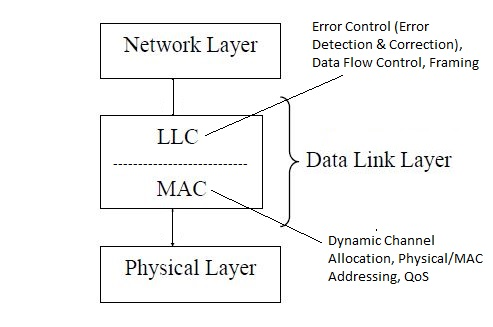 Network Layer
Error Control (Error
Detection & Correction),
Data Flow Control, Framing
LLC
MAC
Data Link Layer
Dynamic Channel
Allocation, Physical/MAC
Addressing, QoS
Physical Layer